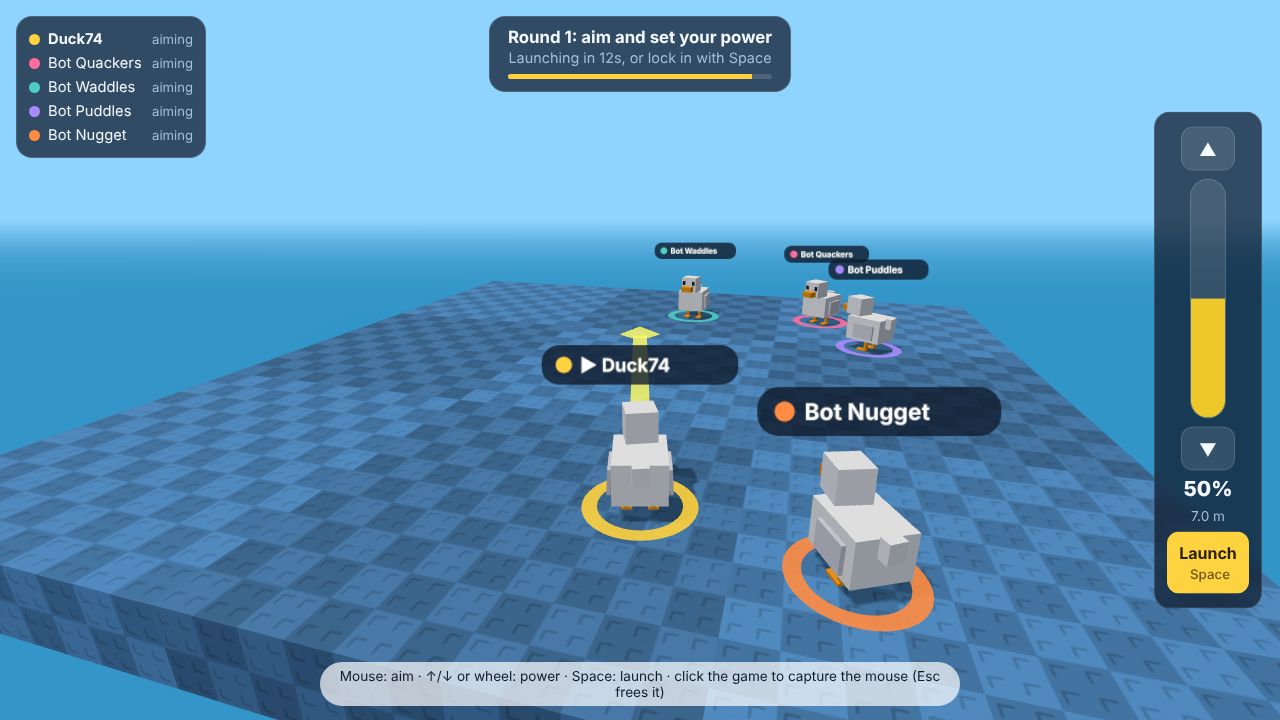 Duck74 aiming
Bot Quackers aiming
Bot Waddles aiming
Bot Puddles aiming
Bot Nugget aiming
Round 1: aim and set your power
Launching in 12s, or lock in with Space
Bot Waddles
Bot Quackers
Bot Puddles
▶ Duck74
Bot Nugget
▲
▼
50%
7.0 m
Launch
Space
Mouse: aim · ↑/↓ or wheel: power · Space: launch · click the game to capture the mouse (Esc
frees it)